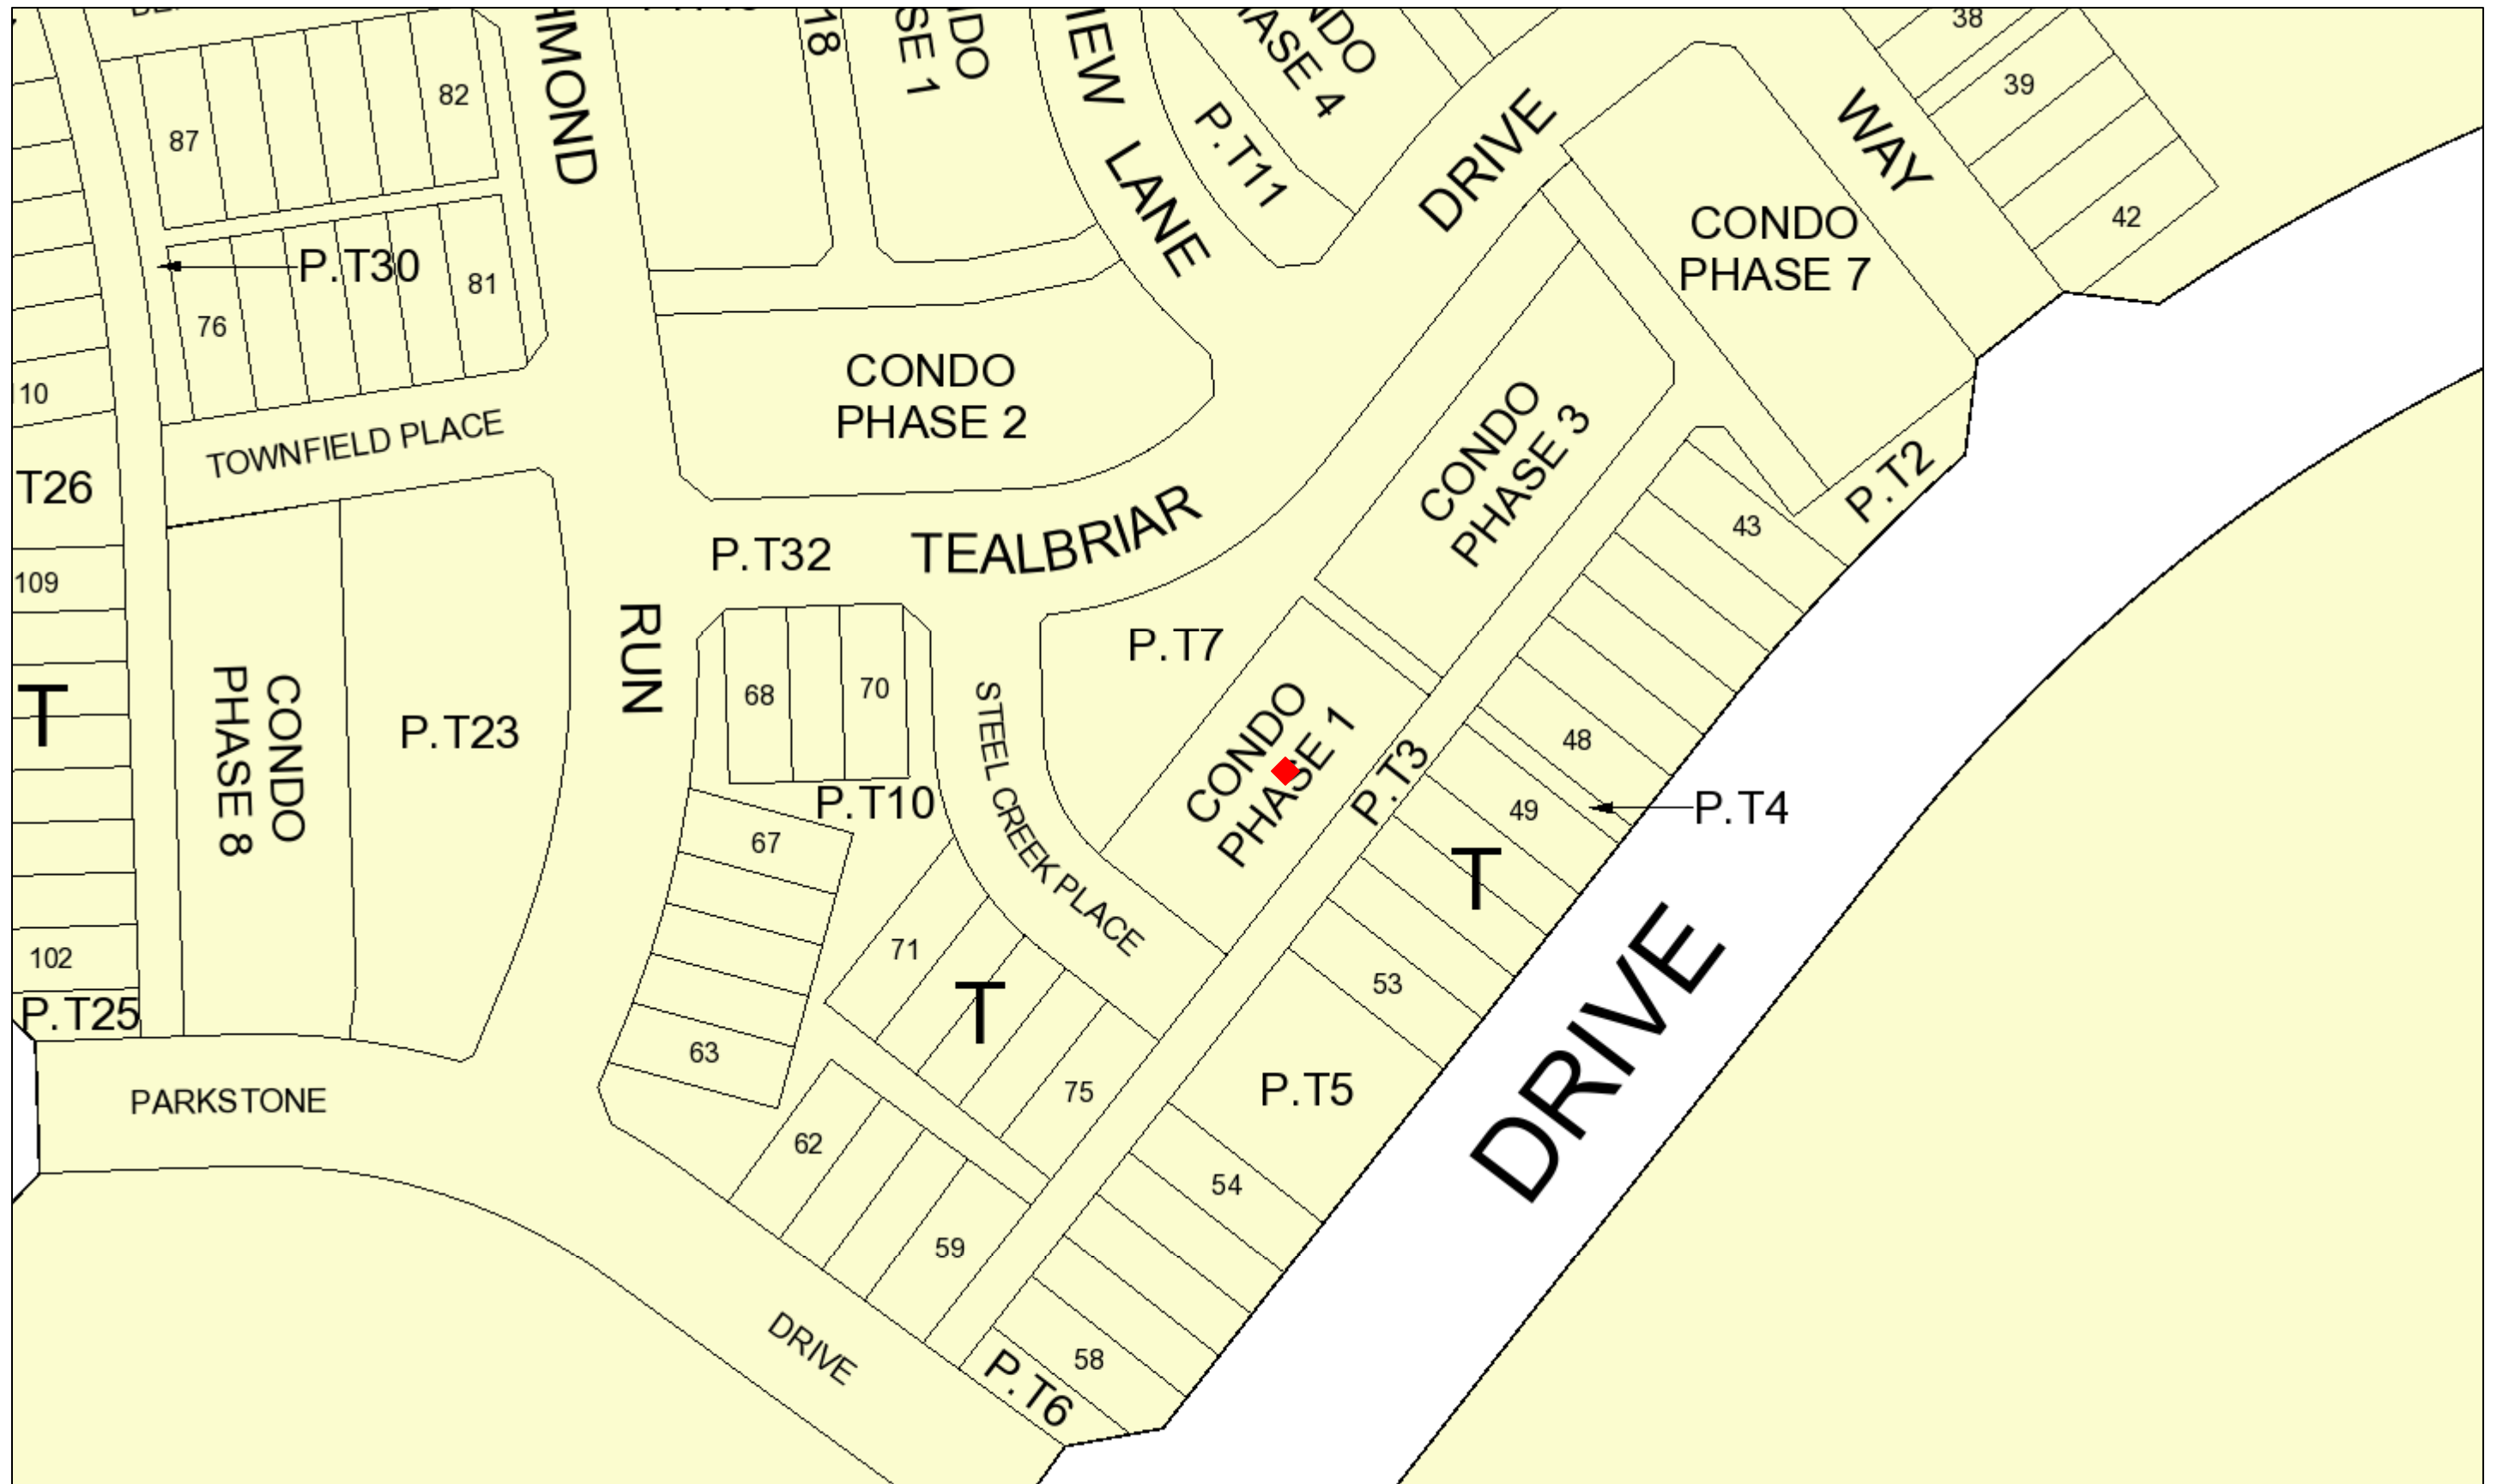 38
39
42
WAY
18
82
87
P.T11
LANE
DRIVE
CONDO
PHASE 7
P.T30
81
76
10
CONDO
PHASE 2
TOWNFIELD PLACE
T26
CONDO
PHASE 3
P.T2
43
P.T32
TEALBRIAR
109
RUN
P.T7
68
70
T
CONDO
PHASE 8
P.T23
STEEL CREEK PLACE
CONDO
PHASE 1
P.T3
48
49
P.T4
P.T10
67
T
71
T
53
102
P.T25
63
75
P.T5
DRIVE
PARKSTONE
62
54
59
DRIVE
58
P.T6